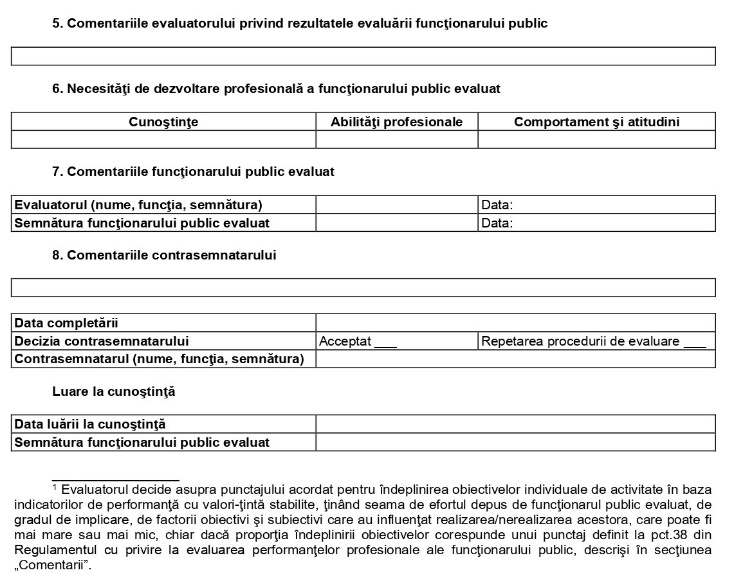 5. Comentariile evaluatorului privind rezultatele evaluării funcţionarului public
6. Necesităţi de dezvoltare profesională a funcţionarului public evaluat
Cunoştinţe Abilităţi profesionale Comportament şi atitudini
7. Comentariile funcţionarului public evaluat
Evaluatorul (nume, funcţia, semnătura) Data:
Semnătura funcţionarului public evaluat Data:
8. Comentariile contrasemnatarului
Data completării
Decizia contrasemnatarului Acceptat ___ Repetarea procedurii de evaluare ___
Contrasemnatarul (nume, funcţia, semnătura)
Luare la cunoştinţă
Data luării la cunoştinţă
Semnătura funcţionarului public evaluat
1 Evaluatorul decide asupra punctajului acordat pentru îndeplinirea obiectivelor individuale de activitate în baza
indicatorilor de performanţă cu valori-ţintă stabilite, ţinând seama de efortul depus de funcţionarul public evaluat, de
gradul de implicare, de factorii obiectivi şi subiectivi care au influenţat realizarea/nerealizarea acestora, care poate fi
mai mare sau mai mic, chiar dacă proporţia îndeplinirii obiectivelor corespunde unui punctaj definit la pct.38 din
Regulamentul cu privire la evaluarea performanţelor profesionale ale funcţionarului public, descrişi în secţiunea
„Comentarii”.